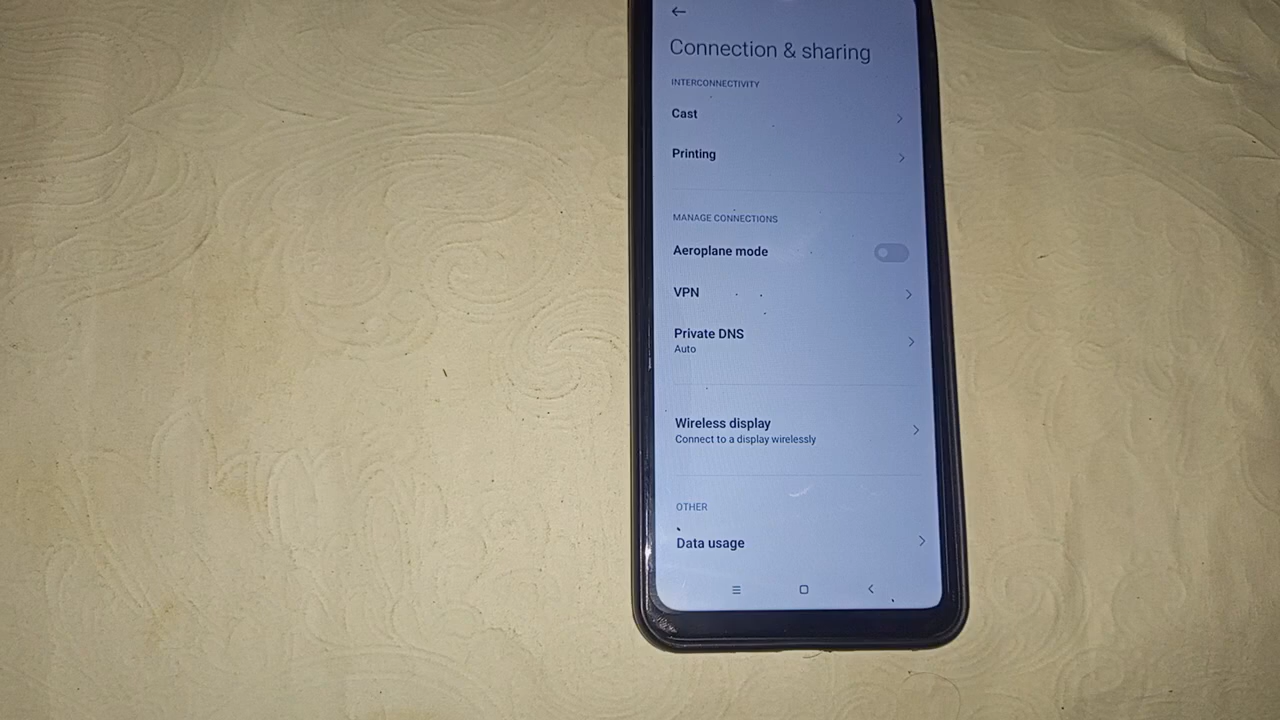 Connection & sharing
INTERCONNECTIVITY
Cast
Printing
MANAGE CONNECTIONS
Aeroplane mode
VPN
Private DNS
Auto
Wireless display
Connect to a display wirelessly
OTHER
Data usage